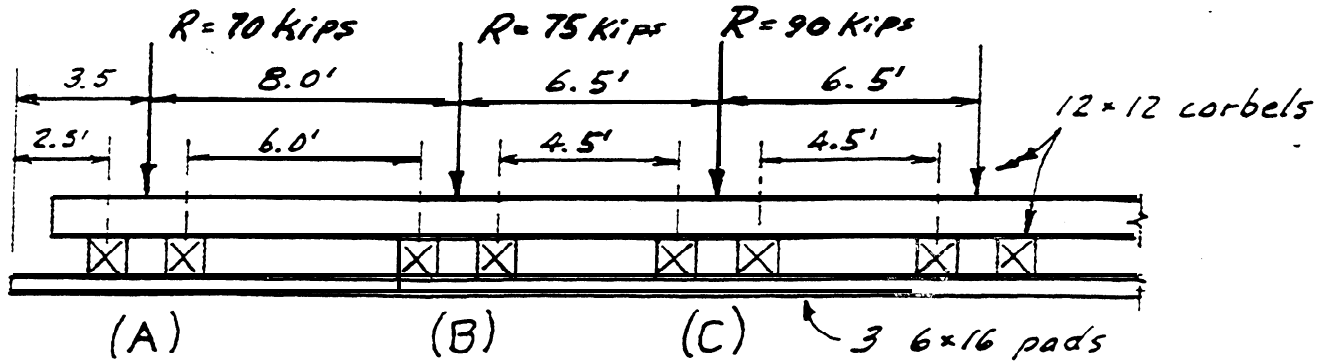 R = 70 kips R = 75 kips R = 90 kips
3.5 8.0' 6.5' 6.5'
12 × 12 corbels
2.5' 6.0' 4.5' 4.5'
(A) (B) (C)
3 6×16 pads